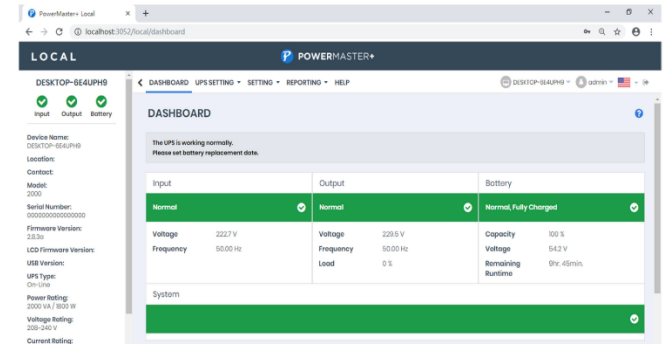 PowerMaster+ Local
localhost:3052/local/dashboard
LOCAL
POWERMASTER+
DESKTOP-6E4UPH9
Input Output Battery
Device Name:
DESKTOP-6E4UPH9
Location:
Contact:
Model:
2000
Serial Number:
0000000000000000
Firmware Version:
2.8.3a
LCD Firmware Version:
USB Version:
UPS Type:
On-Line
Power Rating:
2000 VA / 1800 W
Voltage Rating:
208-240 V
Current Rating:
DASHBOARD UPS SETTING SETTING REPORTING HELP
DESKTOP-6E4UPH9 admin
DASHBOARD
The UPS is working normally.
Please set battery replacement date.
Input
Normal
Voltage 222.7 V
Frequency 50.00 Hz
Output
Normal
Voltage 229.5 V
Frequency 50.00 Hz
Load 0 %
Battery
Normal, Fully Charged
Capacity 100 %
Voltage 54.2 V
Remaining Runtime 9hr. 45min.
System